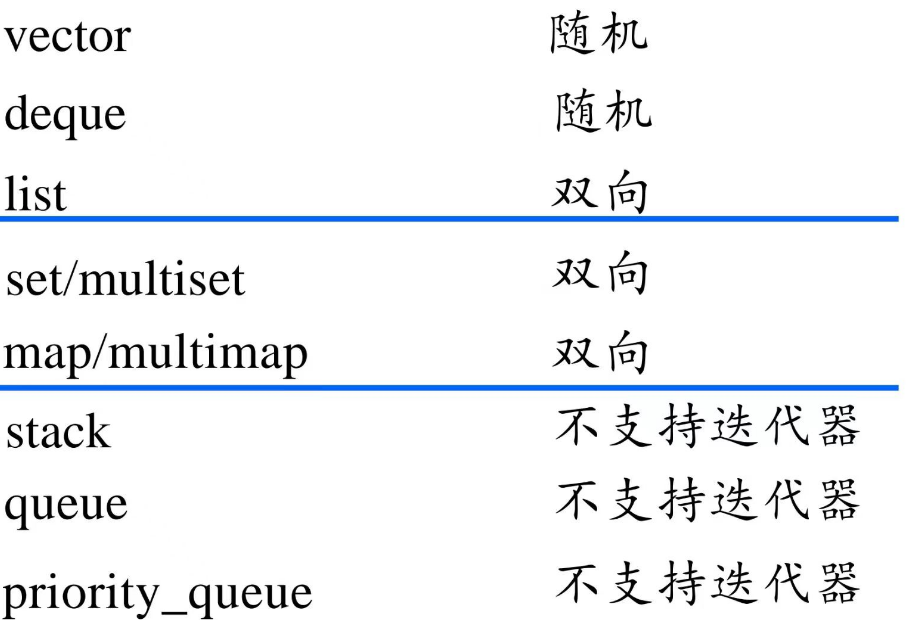 vector 随机
deque 随机
list 双向
set/multiset 双向
map/multimap 双向
stack 不支持迭代器
queue 不支持迭代器
priority_queue 不支持迭代器